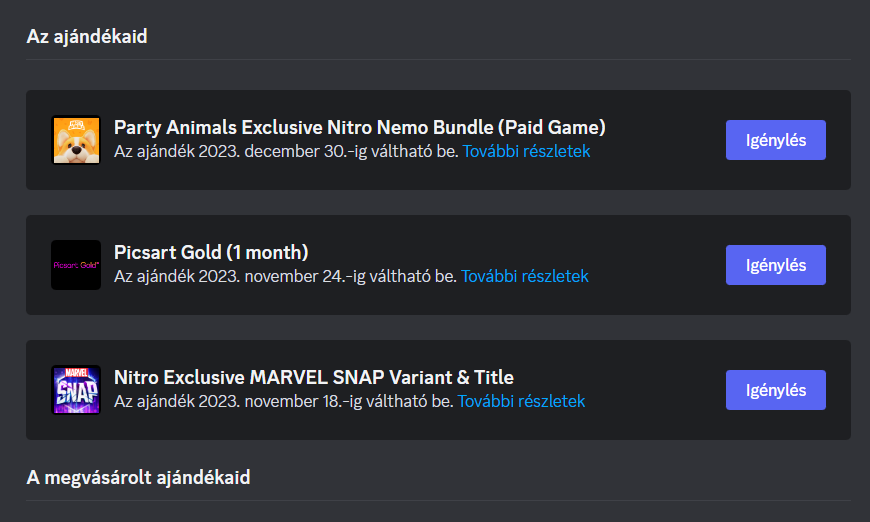 Az ajándékaid
Party Animals Exclusive Nitro Nemo Bundle (Paid Game)
Az ajándék 2023. december 30.-ig váltható be. További részletek
Igénylés
Picsart Gold
Picsart Gold (1 month)
Az ajándék 2023. november 24.-ig váltható be. További részletek
Igénylés
MARVEL
SNAP
Nitro Exclusive MARVEL SNAP Variant & Title
Az ajándék 2023. november 18.-ig váltható be. További részletek
Igénylés
A megvásárolt ajándékaid